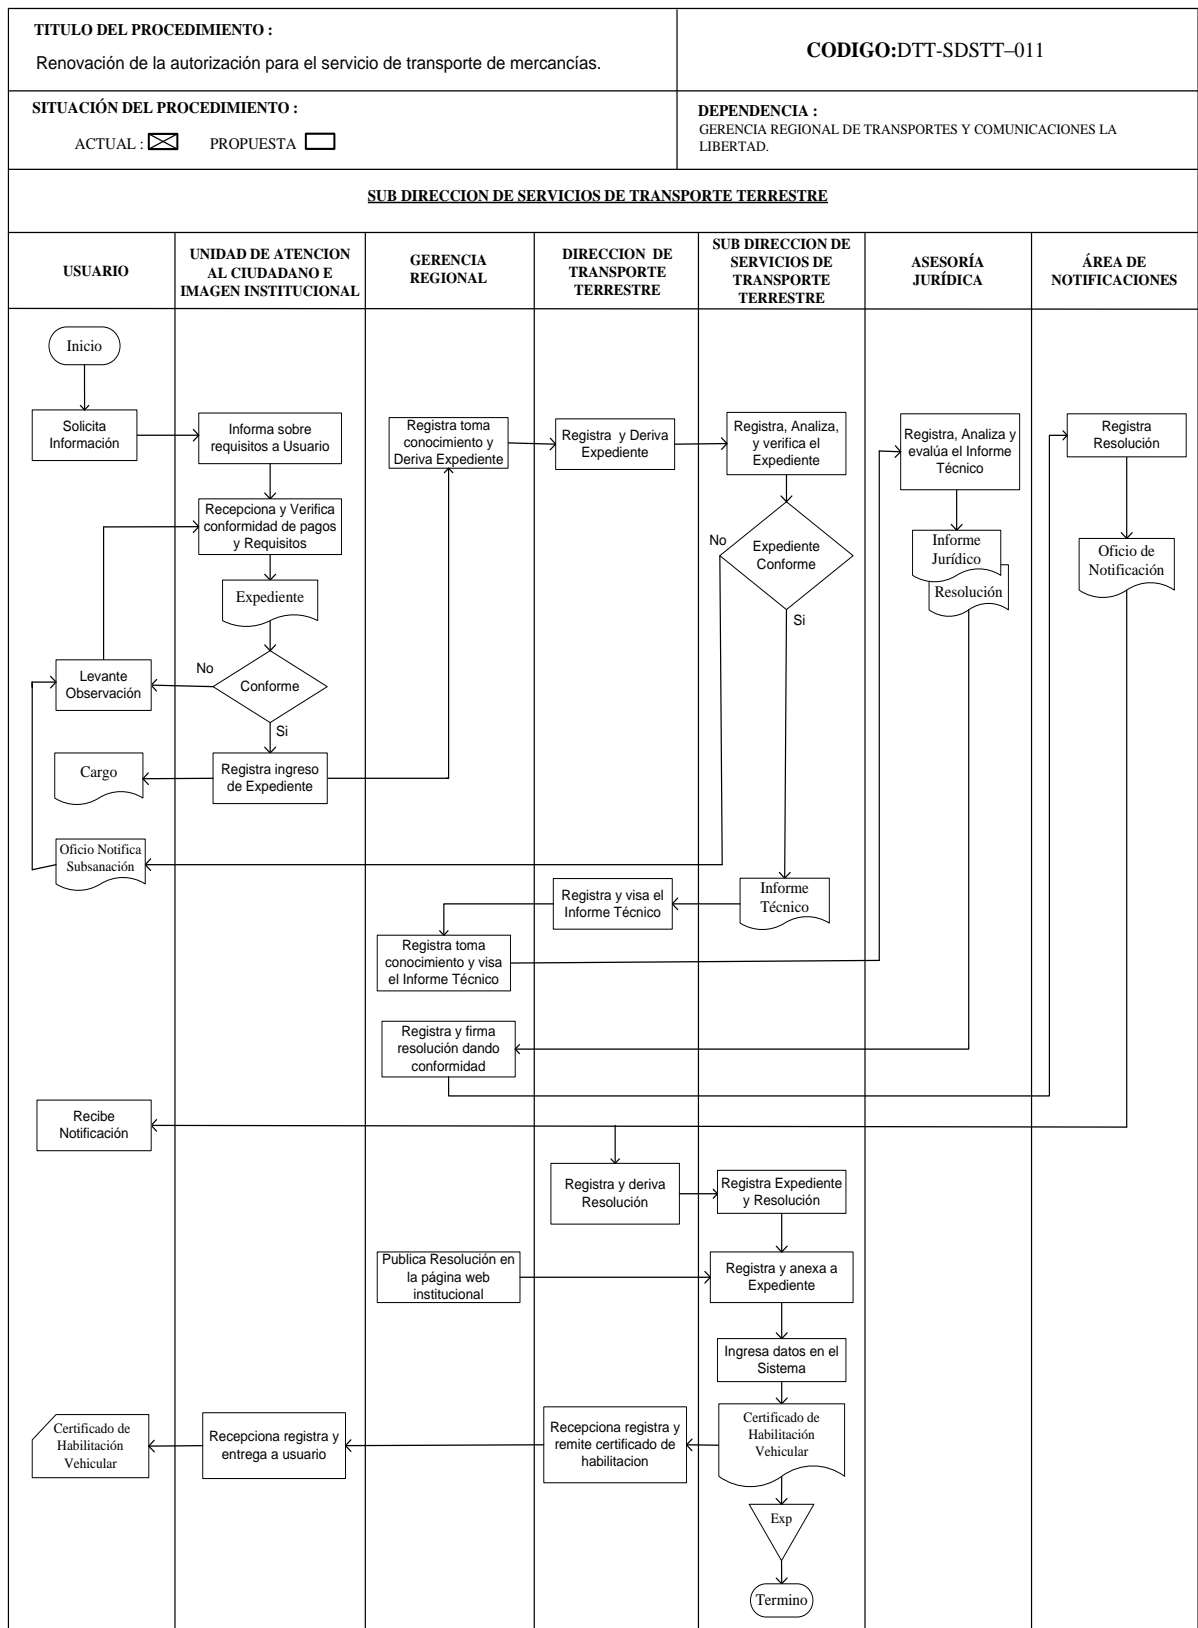 TITULO DEL PROCEDIMIENTO :
Renovación de la autorización para el servicio de transporte de mercancías.
CODIGO:DTT-SDSTT–011
SITUACIÓN DEL PROCEDIMIENTO :
ACTUAL :
PROPUESTA
DEPENDENCIA :
GERENCIA REGIONAL DE TRANSPORTES Y COMUNICACIONES LA
LIBERTAD.
SUB DIRECCION DE SERVICIOS DE TRANSPORTE TERRESTRE
USUARIO
UNIDAD DE ATENCION
AL CIUDADANO E
IMAGEN INSTITUCIONAL
GERENCIA
REGIONAL
DIRECCION DE
TRANSPORTE
TERRESTRE
SUB DIRECCION DE
SERVICIOS DE
TRANSPORTE
TERRESTRE
ASESORÍA
JURÍDICA
ÁREA DE
NOTIFICACIONES
Inicio
Solicita
Información
Informa sobre
requisitos a Usuario
Registra toma
conocimiento y
Deriva Expediente
Registra y Deriva
Expediente
Registra, Analiza,
y verifica el
Expediente
Registra, Analiza y
evalúa el Informe
Técnico
Registra
Resolución
Recepciona y Verifica
conformidad de pagos
y Requisitos
No
Expediente
Conforme
Si
Informe
Jurídico
Resolución
Oficio de
Notificación
Expediente
Levante
Observación
No
Conforme
Si
Cargo
Registra ingreso
de Expediente
Oficio Notifica
Subsanación
Registra y visa el
Informe Técnico
Informe
Técnico
Registra toma
conocimiento y visa
el Informe Técnico
Registra y firma
resolución dando
conformidad
Recibe
Notificación
Registra y deriva
Resolución
Registra Expediente
y Resolución
Publica Resolución en
la página web
institucional
Registra y anexa a
Expediente
Ingresa datos en el
Sistema
Certificado de
Habilitación
Vehicular
Recepciona registra y
entrega a usuario
Recepciona registra y
remite certificado de
habilitacion
Certificado de
Habilitación
Vehicular
Exp
Termino